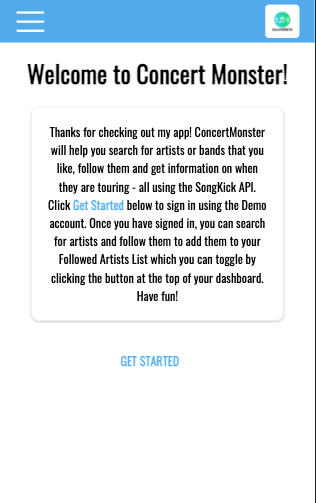 Welcome to Concert Monster!
Thanks for checking out my app! ConcertMonster
will help you search for artists or bands that you
like, follow them and get information on when
they are touring - all using the SongKick API.
Click Get Started below to sign in using the Demo
account. Once you have signed in, you can search
for artists and follow them to add them to your
Followed Artists List which you can toggle by
clicking the button at the top of your dashboard.
Have fun!
GET STARTED